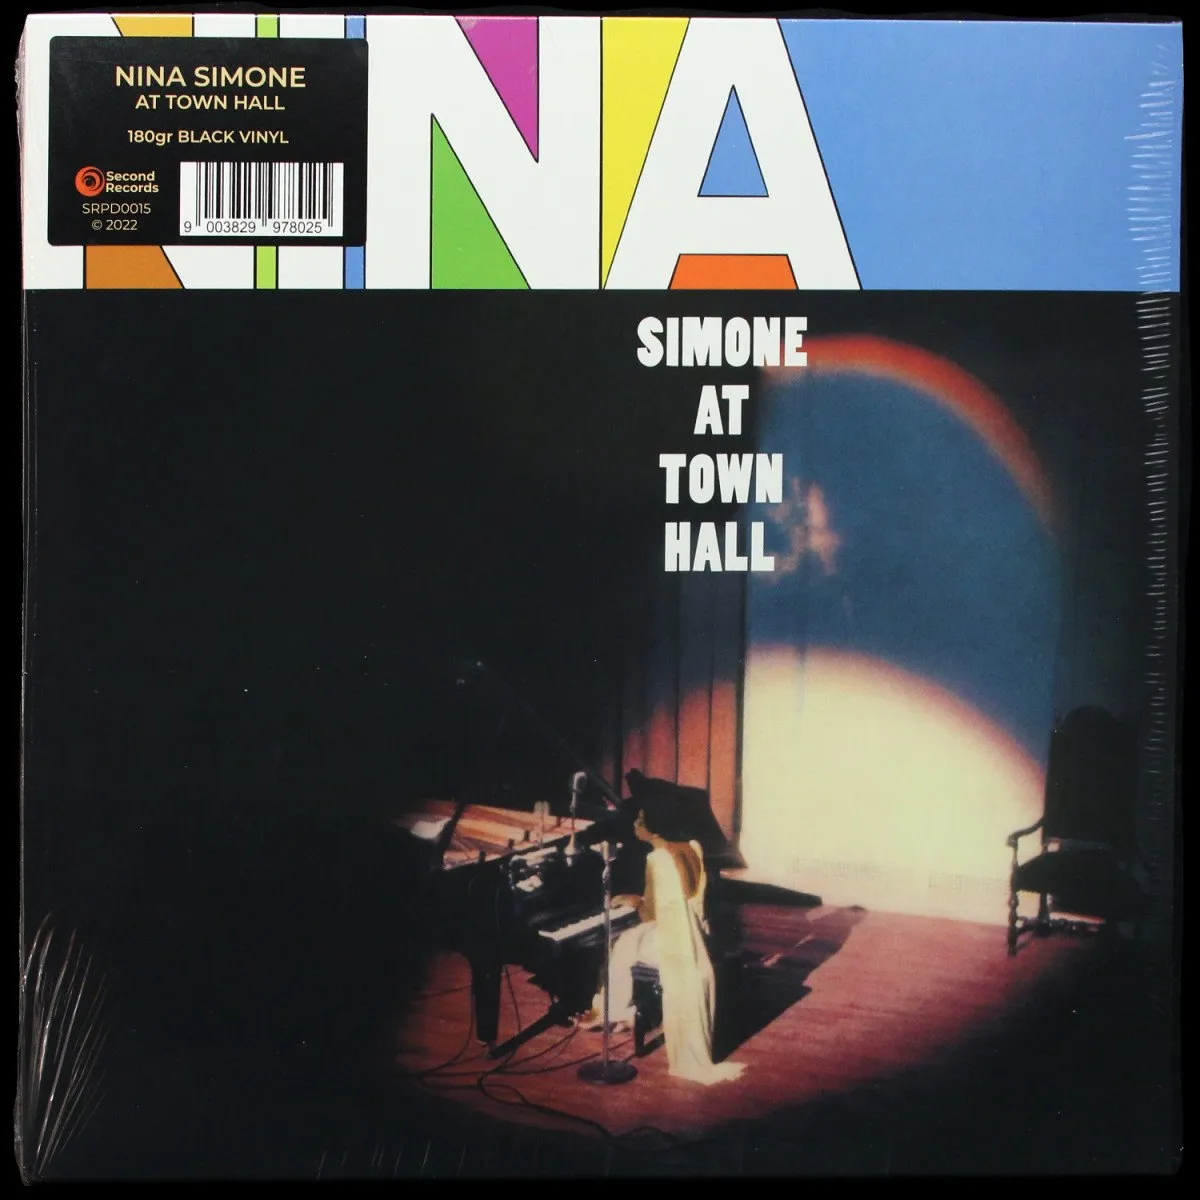 NINA SIMONE
AT TOWN HALL
180gr BLACK VINYL
Second
Records
SRPD0015
© 2022
9 003829 978025
NINA
SIMONE
AT
TOWN
HALL